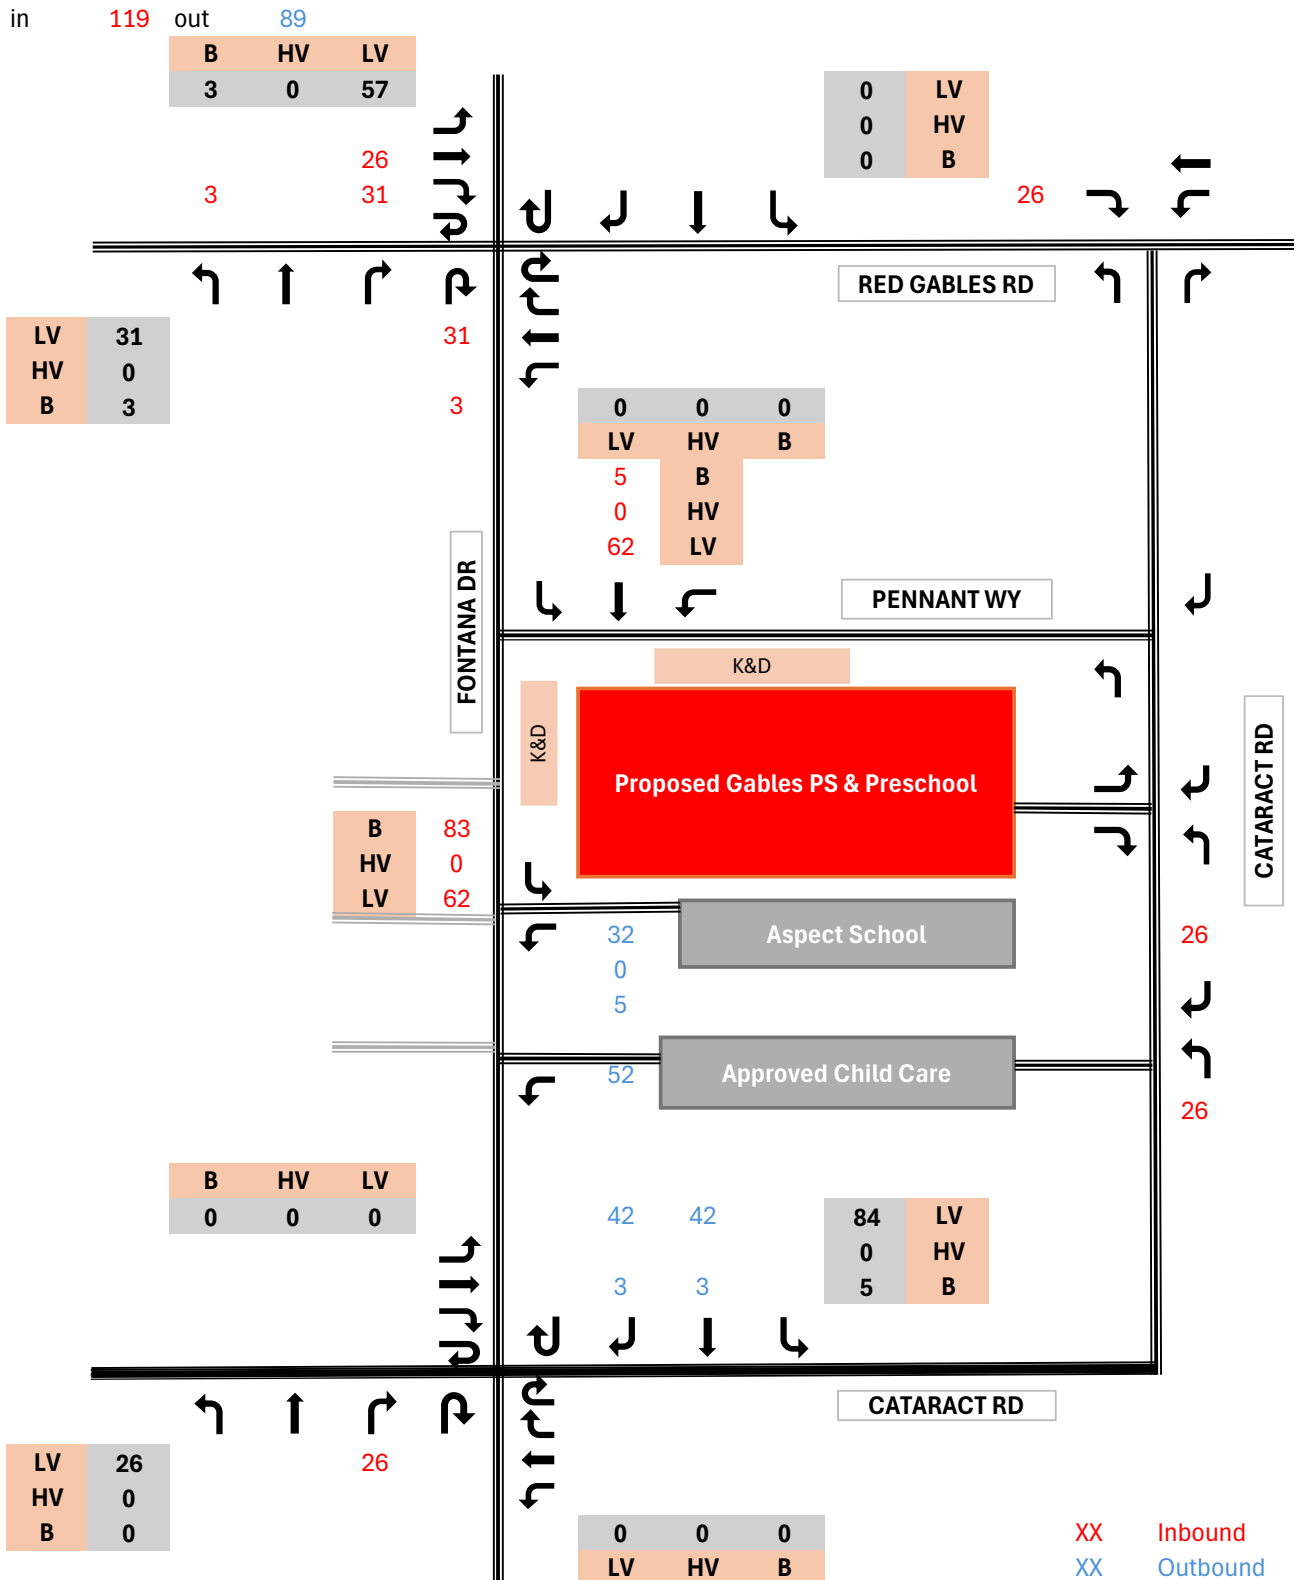 in 119 out 89
B HV LV
3 0 57
0 LV
0 HV
0 B
26
3 31
26
RED GABLES RD
LV 31
HV 0
B 3
31
3
0 0 0
LV HV B
5 B
0 HV
62 LV
FONTANA DR
PENNANT WY
K&D
K&D
Proposed Gables PS & Preschool
CATARACT RD
B 83
HV 0
LV 62
32
0
5
Aspect School
26
52
Approved Child Care
26
B HV LV
0 0 0
42 42
3 3
84 LV
0 HV
5 B
CATARACT RD
LV 26
HV 0
B 0
26
0 0 0
LV HV B
XX Inbound
XX Outbound